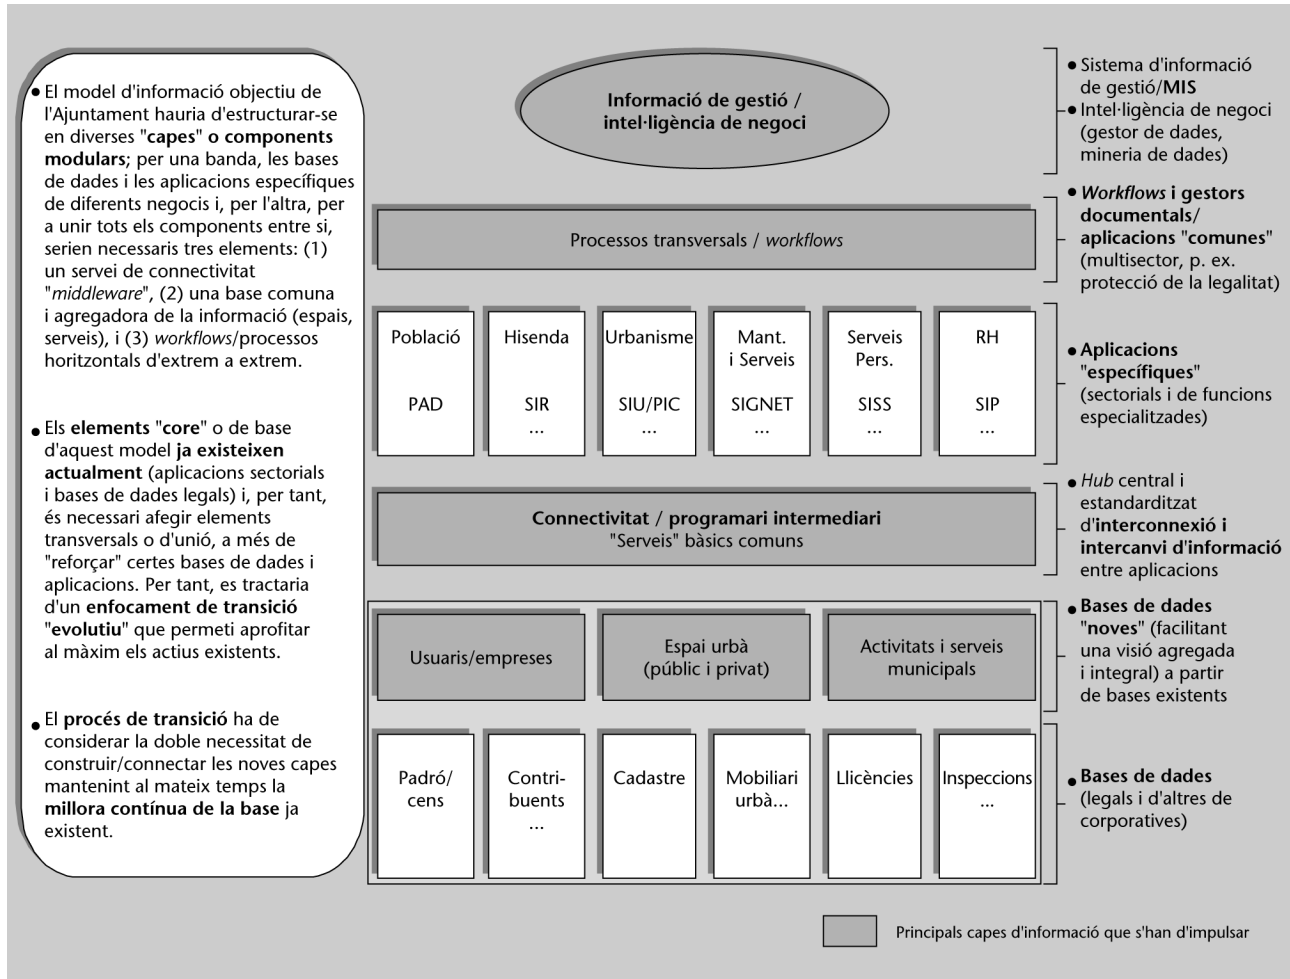 • El model d'informació objectiu de
l'Ajuntament hauria d'estructurar-se
en diverses "capes" o components
modulars; per una banda, les bases
de dades i les aplicacions específiques
de diferents negocis i, per l'altra, per
a unir tots els components entre si,
serien necessaris tres elements: (1)
un servei de connectivitat
"middleware", (2) una base comuna
i agregadora de la informació (espais,
serveis), i (3) workflows/processos
horitzontals d'extrem a extrem.
• Els elements "core" o de base
d'aquest model ja existeixen
actualment (aplicacions sectorials
i bases de dades legals) i, per tant,
és necessari afegir elements
transversals o d'unió, a més de
"reforçar" certes bases de dades i
aplicacions. Per tant, es tractaria
d'un enfocament de transició
"evolutiu" que permeti aprofitar
al màxim els actius existents.
• El procés de transició ha de
considerar la doble necessitat de
construir/connectar les noves capes
mantenint al mateix temps la
millora contínua de la base ja
existent.
Informació de gestió /
intel·ligència de negoci
• Sistema d'informació
de gestió/MIS
• Intel·ligència de negoci
(gestor de dades,
mineria de dades)
Processos transversals / workflows
• Workflows i gestors
documentals/
aplicacions "comunes"
(multisector, p. ex.
protecció de la legalitat)
Població
PAD
Hisenda
SIR
...
Urbanisme
SIU/PIC
...
Mant.
i Serveis
SIGNET
...
Serveis
Pers.
SISS
...
RH
SIP
...
• Aplicacions
"específiques"
(sectorials i de funcions
especialitzades)
Connectivitat / programari intermediari
"Serveis" bàsics comuns
• Hub central i
estandarditzat
d'interconnexió i
intercanvi d'informació
entre aplicacions
Usuaris/empreses
Espai urbà
(públic i privat)
Activitats i serveis
municipals
• Bases de dades
"noves" (facilitant
una visió agregada
i integral) a partir
de bases existents
Padró/
cens
Contri-
buents
...
Cadastre
Mobiliari
urbà...
Llicències
Inspeccions
...
• Bases de dades
(legals i d'altres de
corporatives)
Principals capes d'informació que s'han d'impulsar